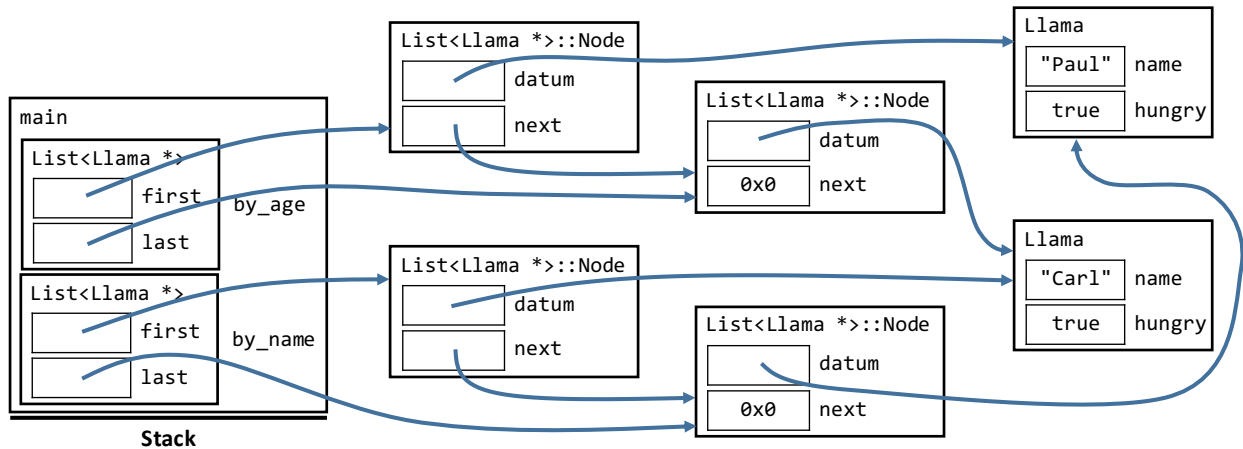 main
List<Llama *>
first
last
by_age
List<Llama *>
first
last
by_name
Stack
List<Llama *>::Node
datum
next
List<Llama *>::Node
datum
0x0 next
List<Llama *>::Node
datum
next
List<Llama *>::Node
datum
0x0 next
Llama
"Paul" name
true hungry
Llama
"Carl" name
true hungry